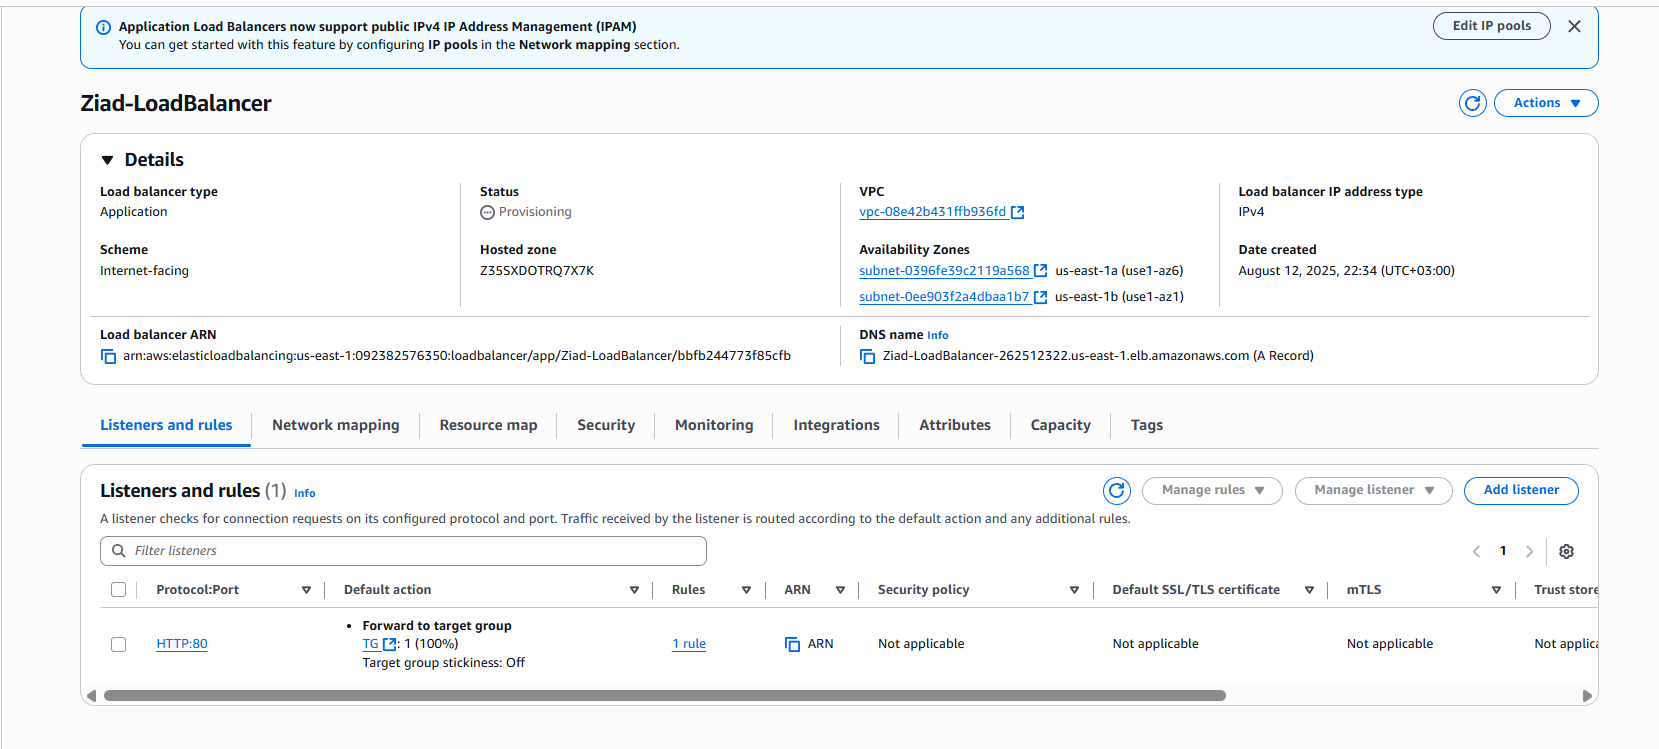 Application Load Balancers now support public IPv4 IP Address Management (IPAM)
You can get started with this feature by configuring IP pools in the Network mapping section.
Edit IP pools
Ziad-LoadBalancer
Actions
Details
Load balancer type
Application
Status
Provisioning
VPC
vpc-08e42b431ffb936fd
Load balancer IP address type
IPv4
Scheme
Internet-facing
Hosted zone
Z35SXDOTRQ7X7K
Availability Zones
subnet-0396fe39c2119a568 us-east-1a (use1-az6)
subnet-0ee903f2a4dbaa1b7 us-east-1b (use1-az1)
Date created
August 12, 2025, 22:34 (UTC+03:00)
Load balancer ARN
arn:aws:elasticloadbalancing:us-east-1:092382576350:loadbalancer/app/Ziad-LoadBalancer/bbfb244773f85cfb
DNS name Info
Ziad-LoadBalancer-262512322.us-east-1.elb.amazonaws.com (A Record)
Listeners and rules Network mapping Resource map Security Monitoring Integrations Attributes Capacity Tags
Listeners and rules (1) Info
Manage rules Manage listener Add listener
A listener checks for connection requests on its configured protocol and port. Traffic received by the listener is routed according to the default action and any additional rules.
Filter listeners
1
Protocol:Port Default action Rules ARN Security policy Default SSL/TLS certificate mTLS Trust store
HTTP:80
• Forward to target group
TG : 1 (100%)
Target group stickiness: Off
1 rule
ARN
Not applicable
Not applicable
Not applicable
Not applica